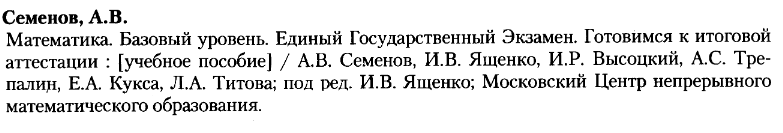 Семенов, А.В.
Математика. Базовый уровень. Единый Государственный Экзамен. Готовимся к итоговой
аттестации : [учебное пособие] / А.В. Семенов, И.В. Ященко, И.Р. Высоцкий, А.С. Тре-
палин, Е.А. Кукса, Л.А. Титова; под ред. И.В. Ященко; Московский Центр непрерывного
математического образования.